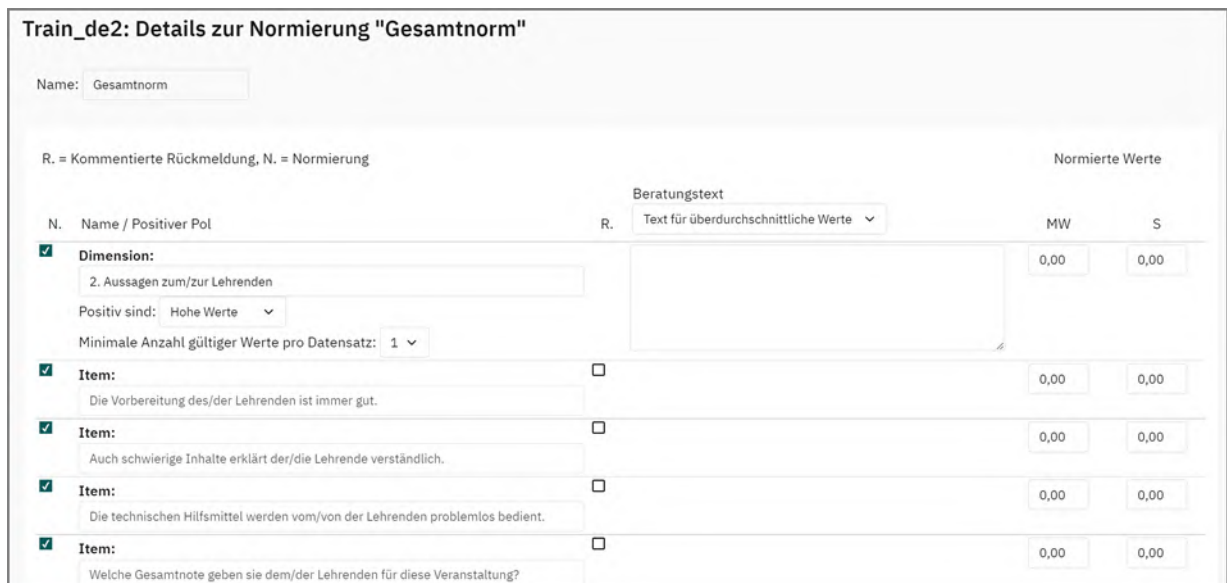 Train_de2: Details zur Normierung "Gesamtnorm"
Name: Gesamtnorm
R. = Kommentierte Rückmeldung, N. = Normierung Normierte Werte
Beratungstext
N. Name / Positiver Pol R. Text für überdurchschnittliche Werte MW S
Dimension: 0,00 0,00
2. Aussagen zum/zur Lehrenden
Positiv sind: Hohe Werte
Minimale Anzahl gültiger Werte pro Datensatz: 1
Item: 0,00 0,00
Die Vorbereitung des/der Lehrenden ist immer gut.
Item: 0,00 0,00
Auch schwierige Inhalte erklärt der/die Lehrende verständlich.
Item: 0,00 0,00
Die technischen Hilfsmittel werden vom/von der Lehrenden problemlos bedient.
Item: 0,00 0,00
Welche Gesamtnote geben sie dem/der Lehrenden für diese Veranstaltung?